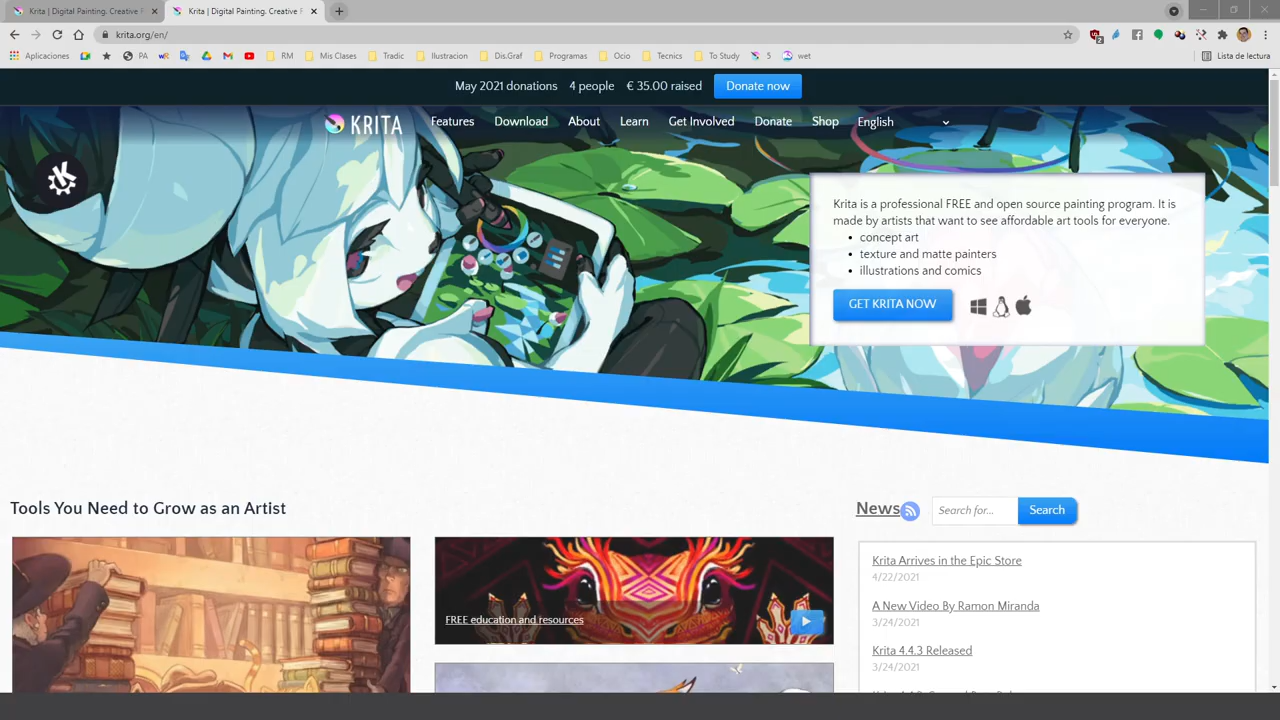 Krita | Digital Painting. Creative F
Krita | Digital Painting. Creative F
krita.org/en/
2
Aplicaciones
PA
RM
Mis Clases
Tradic
Ilustracion
Dis.Graf
Programas
Ocio
Tecnics
To Study
5
wet
Lista de lectura
May 2021 donations 4 people € 35.00 raised Donate now
KRITA
Features Download About Learn Get Involved Donate Shop English
Krita is a professional FREE and open source painting program. It is
made by artists that want to see affordable art tools for everyone.
• concept art
• texture and matte painters
• illustrations and comics
GET KRITA NOW
Tools You Need to Grow as an Artist
News
Search for...
Search
Krita Arrives in the Epic Store
4/22/2021
A New Video By Ramon Miranda
3/24/2021
FREE education and resources
Krita 4.4.3 Released
3/24/2021